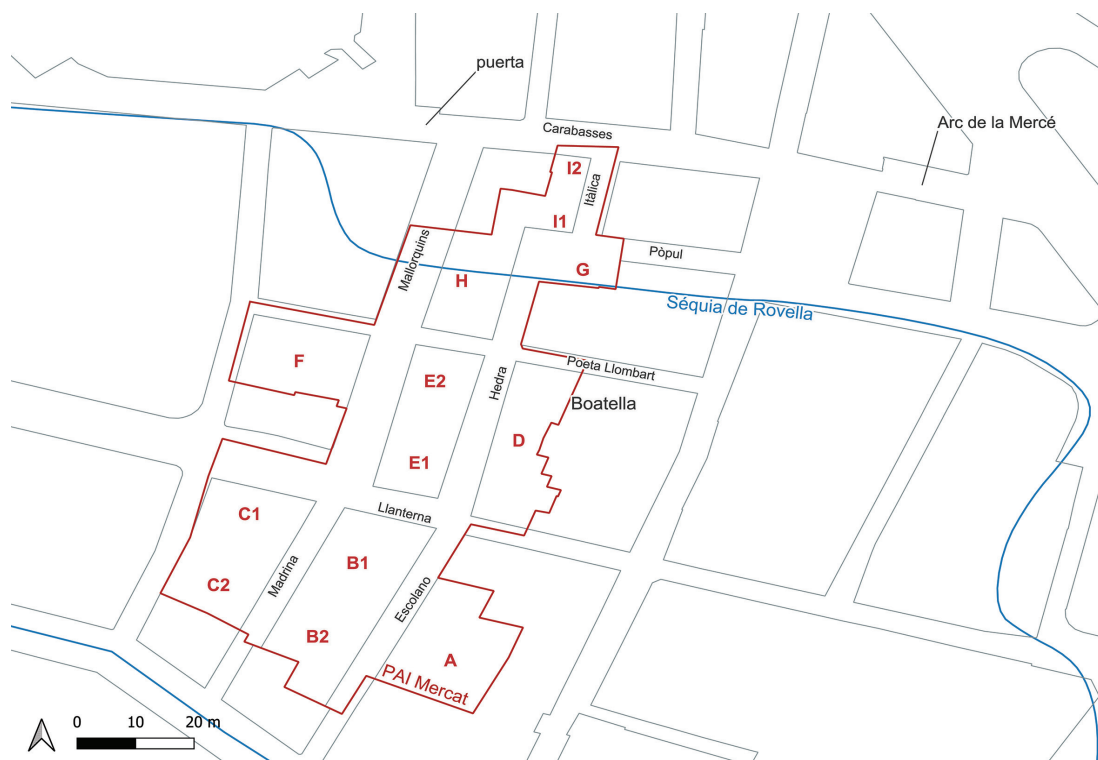 puerta
Arc de la Mercé
Carabasses
I2
Itàlica
I1
Mallorquins
Pòpul
G
H
Séquia de Rovella
F
Poeta Llombart
E2
Hedra
Boatella
D
E1
C1
Llanterna
B1
Madrina
C2
Escolano
B2
A
PAI Mercat
0 10 20 m